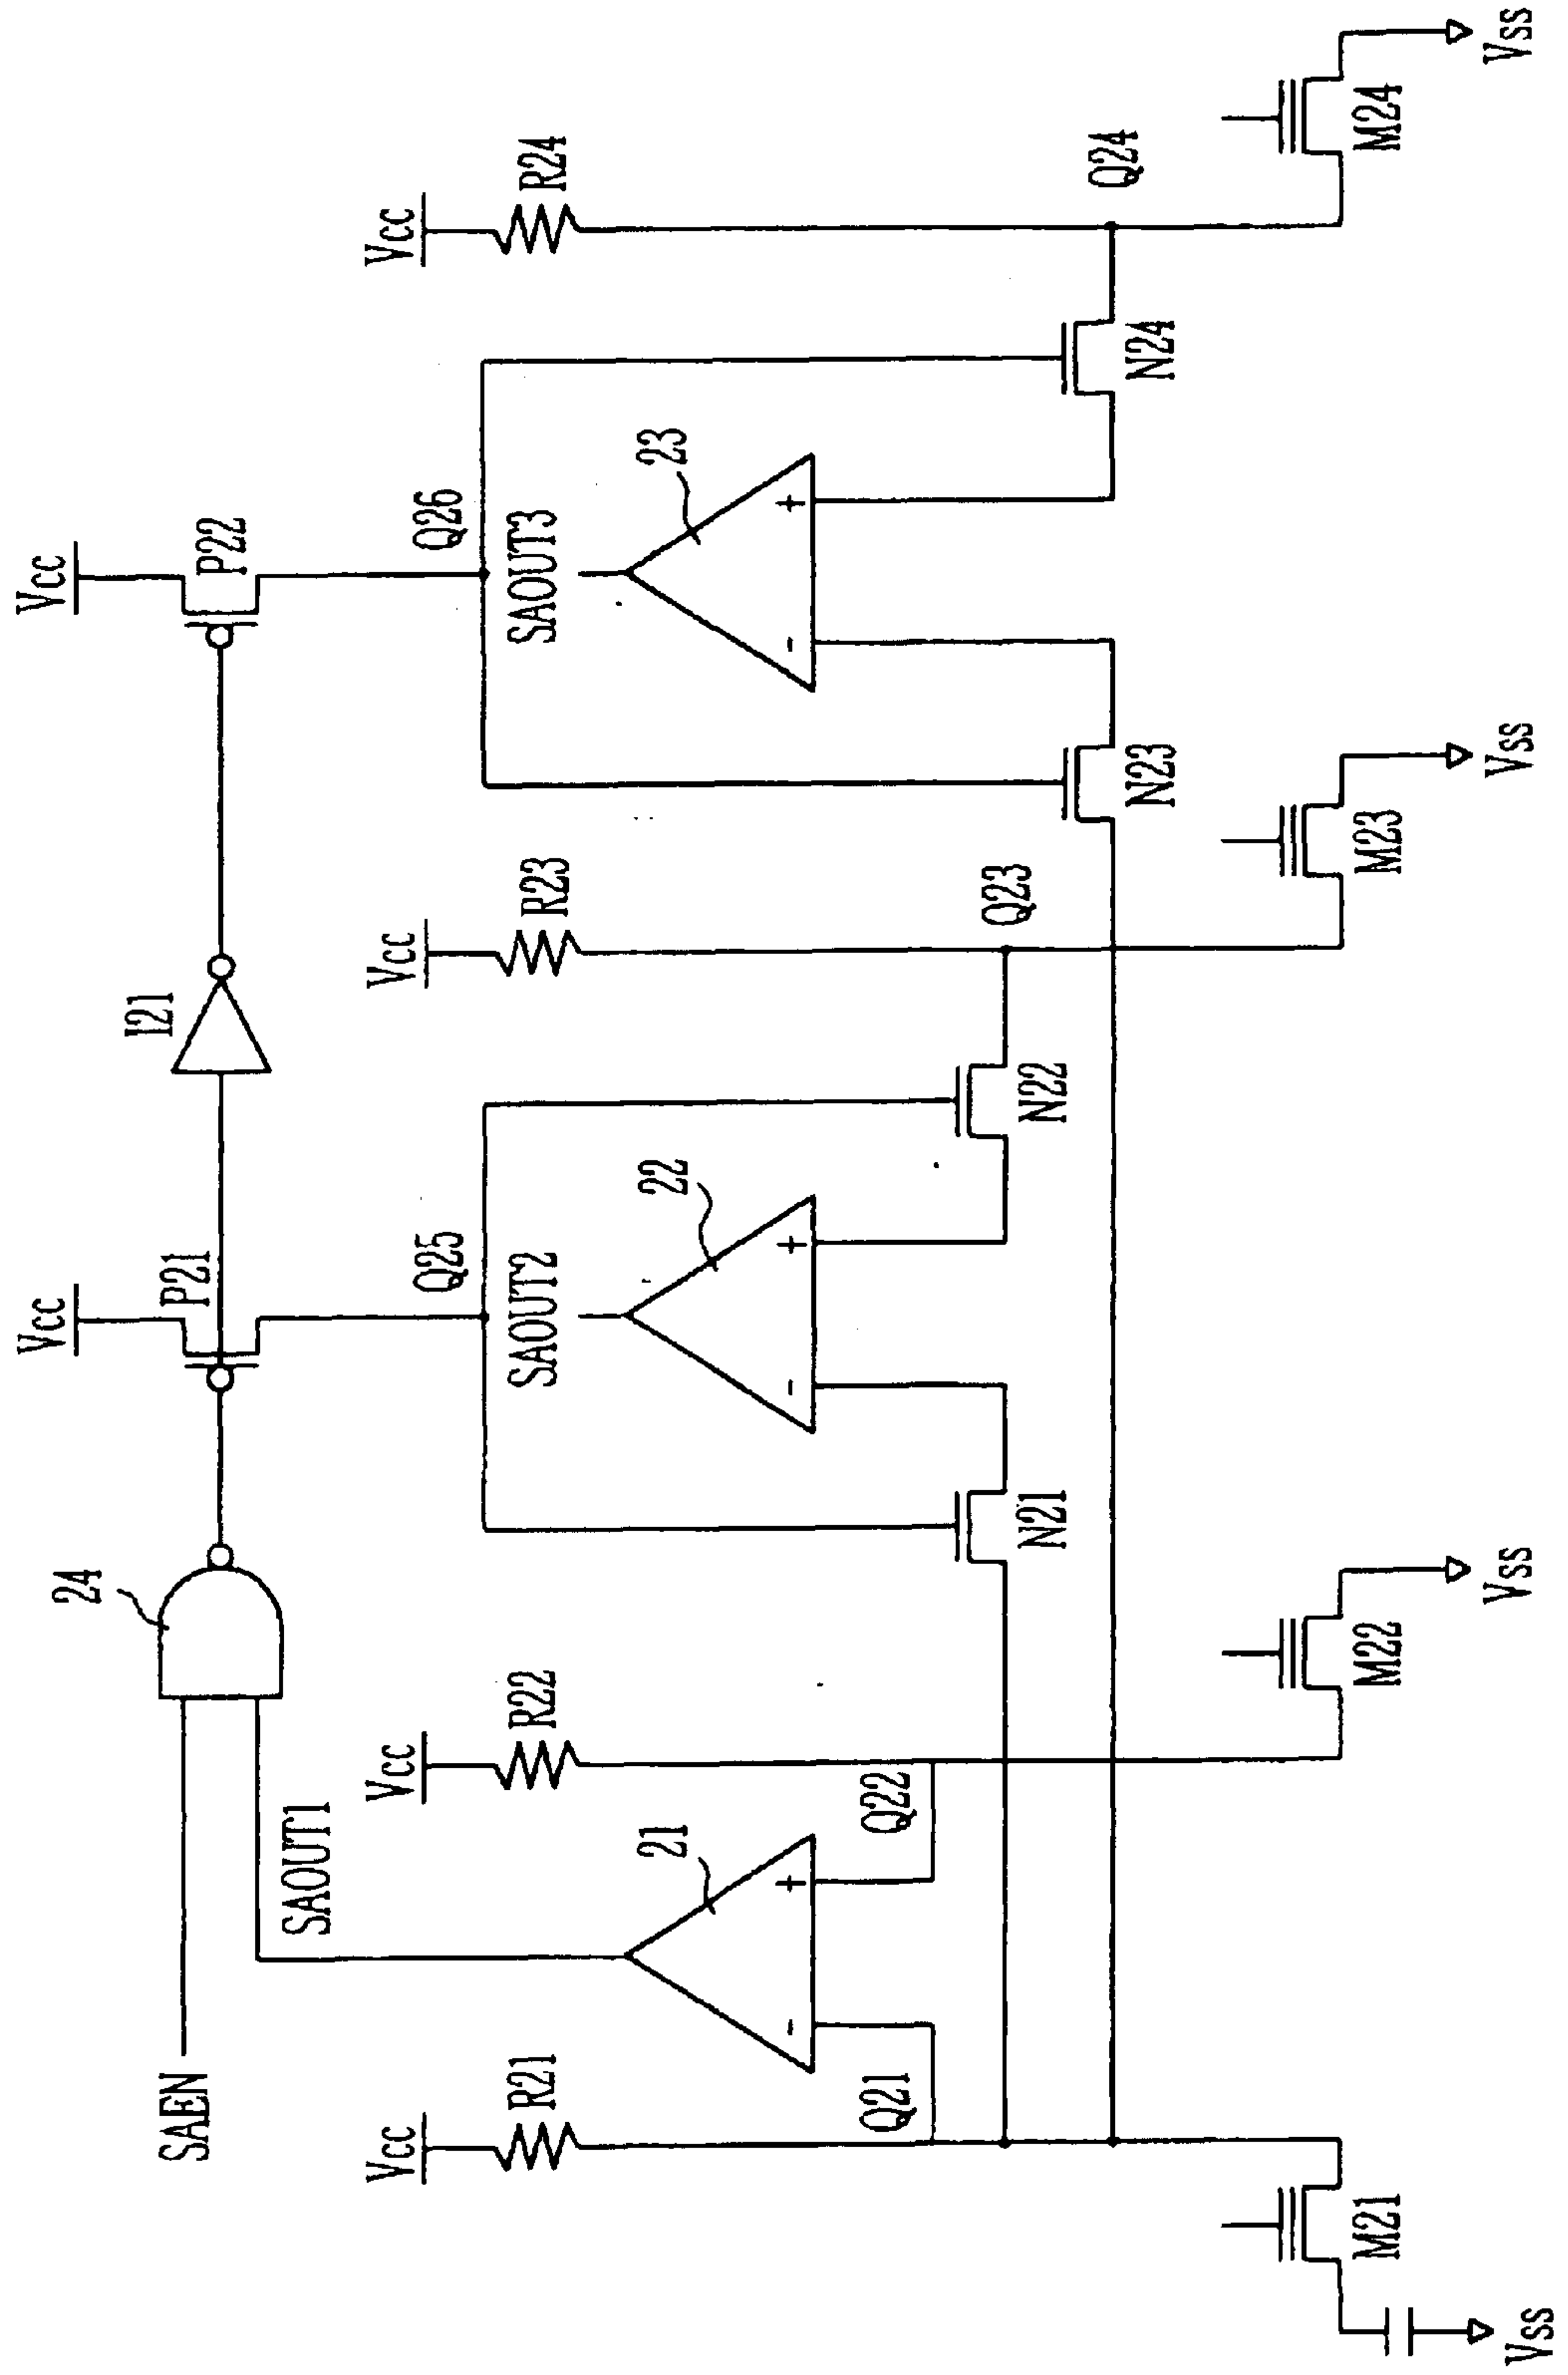 SAEN
24
SAOUT1
P21
Vcc
I21
P22
Vcc
Vcc
R21
Vcc
R22
Q25
Vcc
R23
Q26
Vcc
R24
SAOUT2
SAOUT3
21
-
+
22
-
+
23
-
+
Q21
Q22
N21
N22
Q23
N23
N24
Q24
M21
M22
M23
M24
Vss
Vss
Vss
Vss